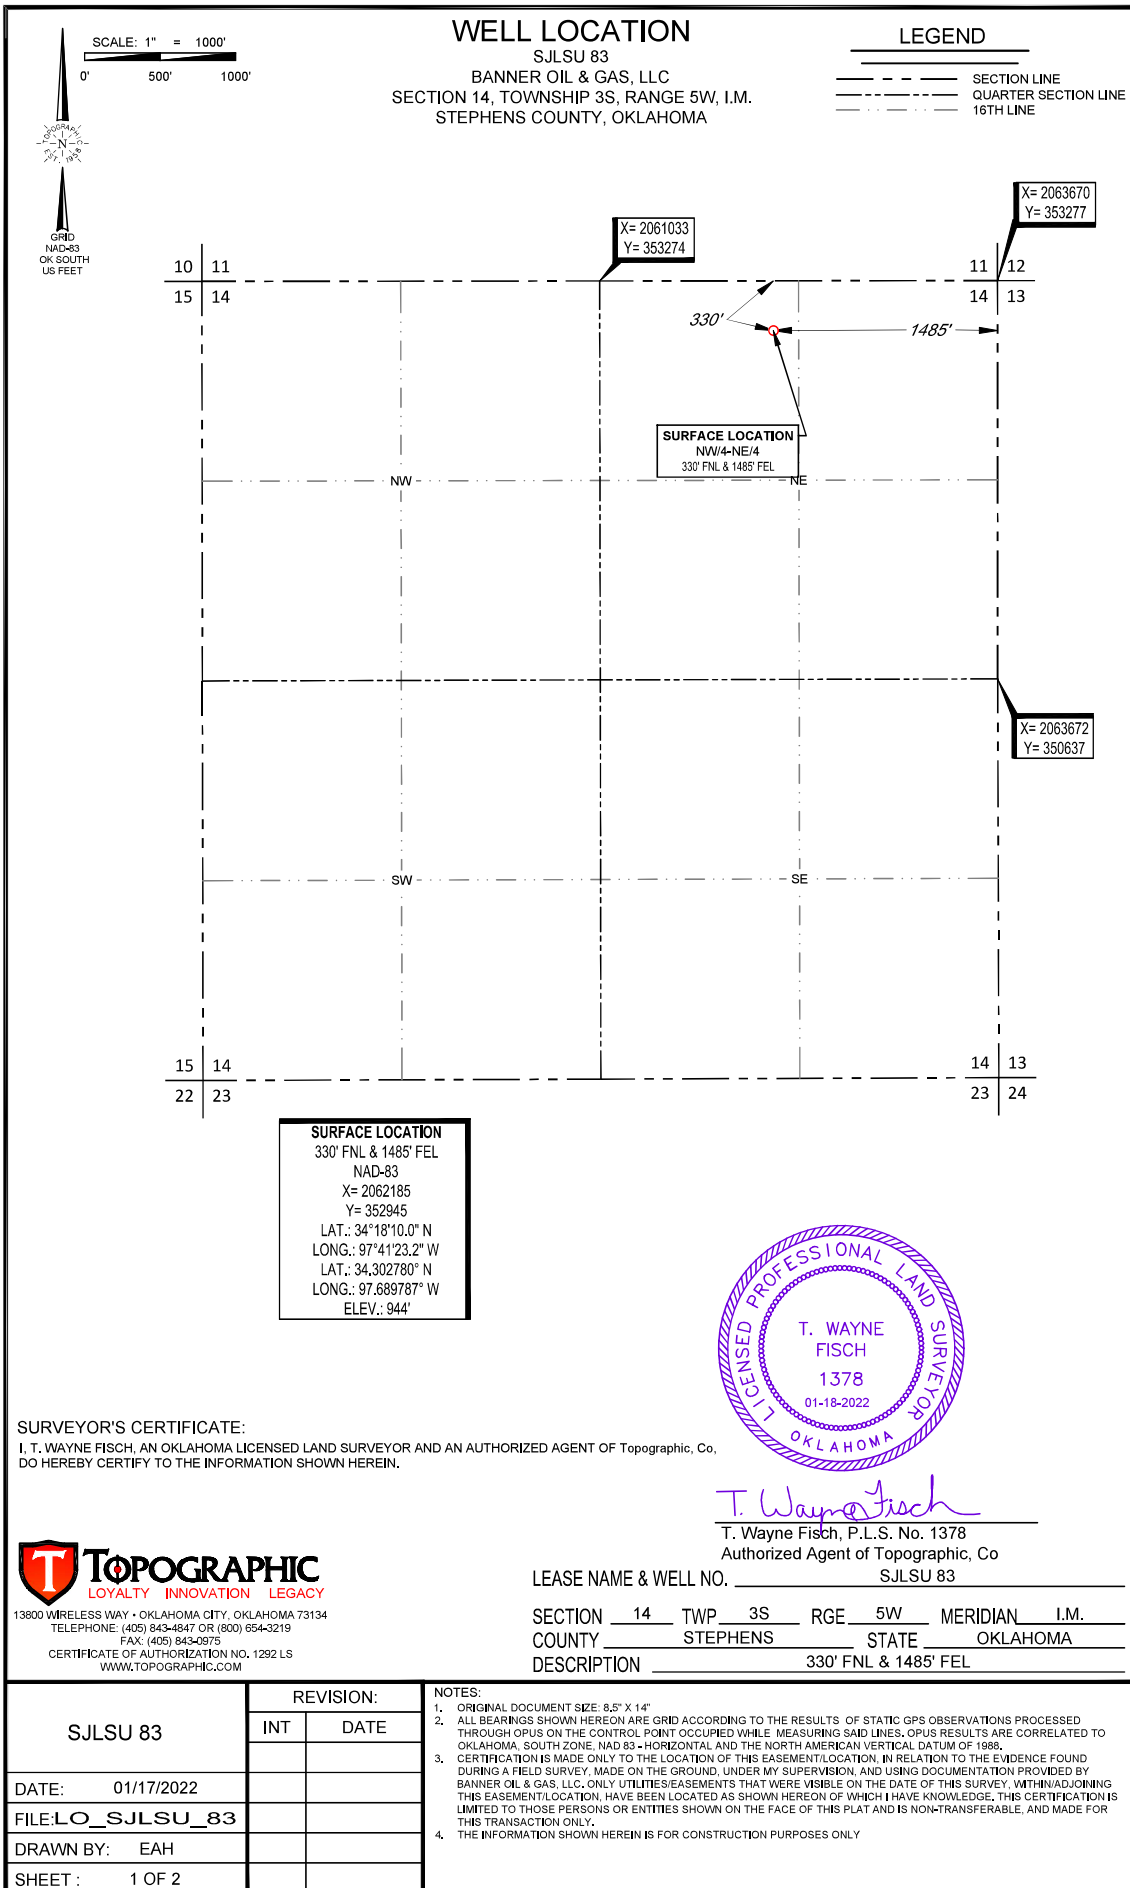 WELL LOCATION
SJLSU 83
BANNER OIL & GAS, LLC
SECTION 14, TOWNSHIP 3S, RANGE 5W, I.M.
STEPHENS COUNTY, OKLAHOMA
SCALE: 1" = 1000'
0' 500' 1000'
TOPOGRAPHIC
N
EST. 1958
GRID
NAD-83
OK SOUTH
US FEET
LEGEND
SECTION LINE
QUARTER SECTION LINE
16TH LINE
X= 2063670
Y= 353277
X= 2061033
Y= 353274
10 11
15 14
11 12
14 13
330'
1485'
SURFACE LOCATION
NW/4-NE/4
330' FNL & 1485' FEL
NW
NE
X= 2063672
Y= 350637
SW
SE
15 14
22 23
14 13
23 24
SURFACE LOCATION
330' FNL & 1485' FEL
NAD-83
X= 2062185
Y= 352945
LAT.: 34°18'10.0" N
LONG.: 97°41'23.2" W
LAT.: 34.302780° N
LONG.: 97.689787° W
ELEV.: 944'
LICENSED PROFESSIONAL LAND SURVEYOR
T. WAYNE
FISCH
1378
01-18-2022
OKLAHOMA
SURVEYOR'S CERTIFICATE:
I, T. WAYNE FISCH, AN OKLAHOMA LICENSED LAND SURVEYOR AND AN AUTHORIZED AGENT OF Topographic, Co,
DO HEREBY CERTIFY TO THE INFORMATION SHOWN HEREIN.
T. Wayne Fisch
T. Wayne Fisch, P.L.S. No. 1378
Authorized Agent of Topographic, Co
T TOPOGRAPHIC
LOYALTY INNOVATION LEGACY
13800 WIRELESS WAY • OKLAHOMA CITY, OKLAHOMA 73134
TELEPHONE: (405) 843-4847 OR (800) 654-3219
FAX: (405) 843-0975
CERTIFICATE OF AUTHORIZATION NO. 1292 LS
WWW.TOPOGRAPHIC.COM
LEASE NAME & WELL NO. SJLSU 83
SECTION 14 TWP 3S RGE 5W MERIDIAN I.M.
COUNTY STEPHENS STATE OKLAHOMA
DESCRIPTION 330' FNL & 1485' FEL
SJLSU 83
REVISION:
INT DATE
DATE: 01/17/2022
FILE:LO_SJLSU_83
DRAWN BY: EAH
SHEET : 1 OF 2
NOTES:
1. ORIGINAL DOCUMENT SIZE: 8.5" X 14"
2. ALL BEARINGS SHOWN HEREON ARE GRID ACCORDING TO THE RESULTS OF STATIC GPS OBSERVATIONS PROCESSED
THROUGH OPUS ON THE CONTROL POINT OCCUPIED WHILE MEASURING SAID LINES. OPUS RESULTS ARE CORRELATED TO
OKLAHOMA, SOUTH ZONE, NAD 83 - HORIZONTAL AND THE NORTH AMERICAN VERTICAL DATUM OF 1988.
3. CERTIFICATION IS MADE ONLY TO THE LOCATION OF THIS EASEMENT/LOCATION, IN RELATION TO THE EVIDENCE FOUND
DURING A FIELD SURVEY, MADE ON THE GROUND, UNDER MY SUPERVISION, AND USING DOCUMENTATION PROVIDED BY
BANNER OIL & GAS, LLC. ONLY UTILITIES/EASEMENTS THAT WERE VISIBLE ON THE DATE OF THIS SURVEY, WITHIN/ADJOINING
THIS EASEMENT/LOCATION, HAVE BEEN LOCATED AS SHOWN HEREON OF WHICH I HAVE KNOWLEDGE. THIS CERTIFICATION IS
LIMITED TO THOSE PERSONS OR ENTITIES SHOWN ON THE FACE OF THIS PLAT AND IS NON-TRANSFERABLE, AND MADE FOR
THIS TRANSACTION ONLY.
4. THE INFORMATION SHOWN HEREIN IS FOR CONSTRUCTION PURPOSES ONLY